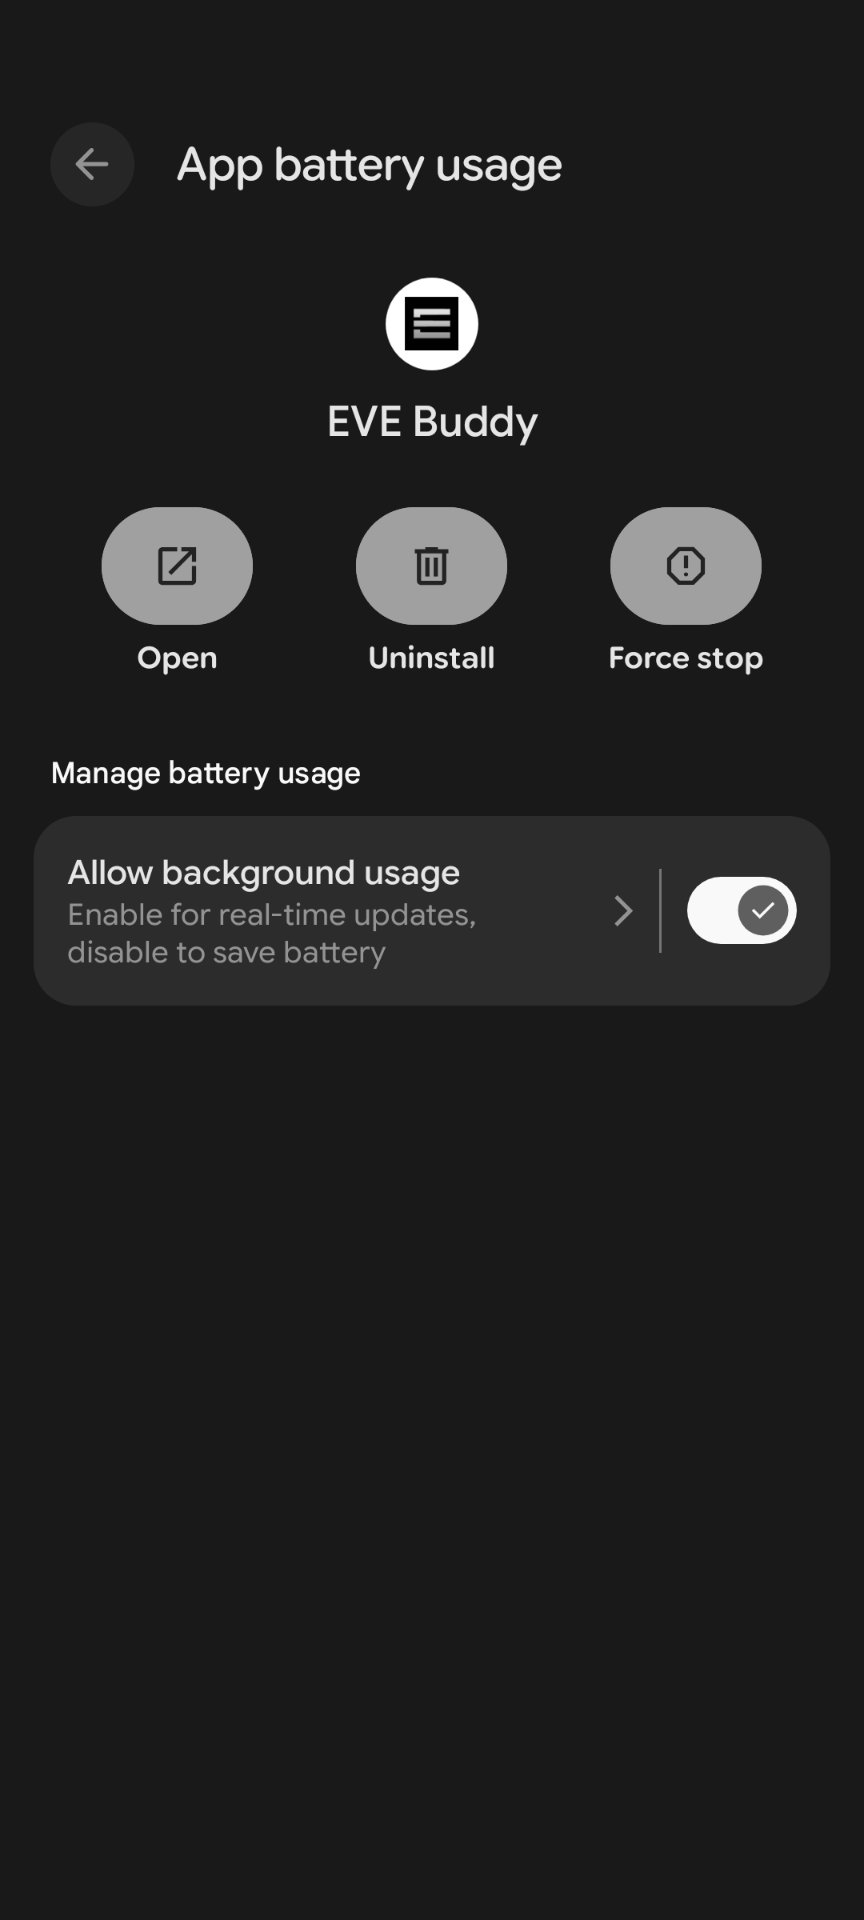 App battery usage
EVE Buddy
Open
Uninstall
Force stop
Manage battery usage
Allow background usage
Enable for real-time updates,
disable to save battery